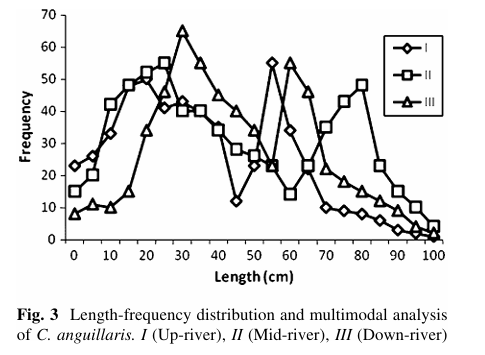 70
60
50
40
30
20
10
0
Frequency
0 10 20 30 40 50 60 70 80 90 100
Length (cm)
I
II
III
Fig. 3 Length-frequency distribution and multimodal analysis
of C. anguillaris. I (Up-river), II (Mid-river), III (Down-river)